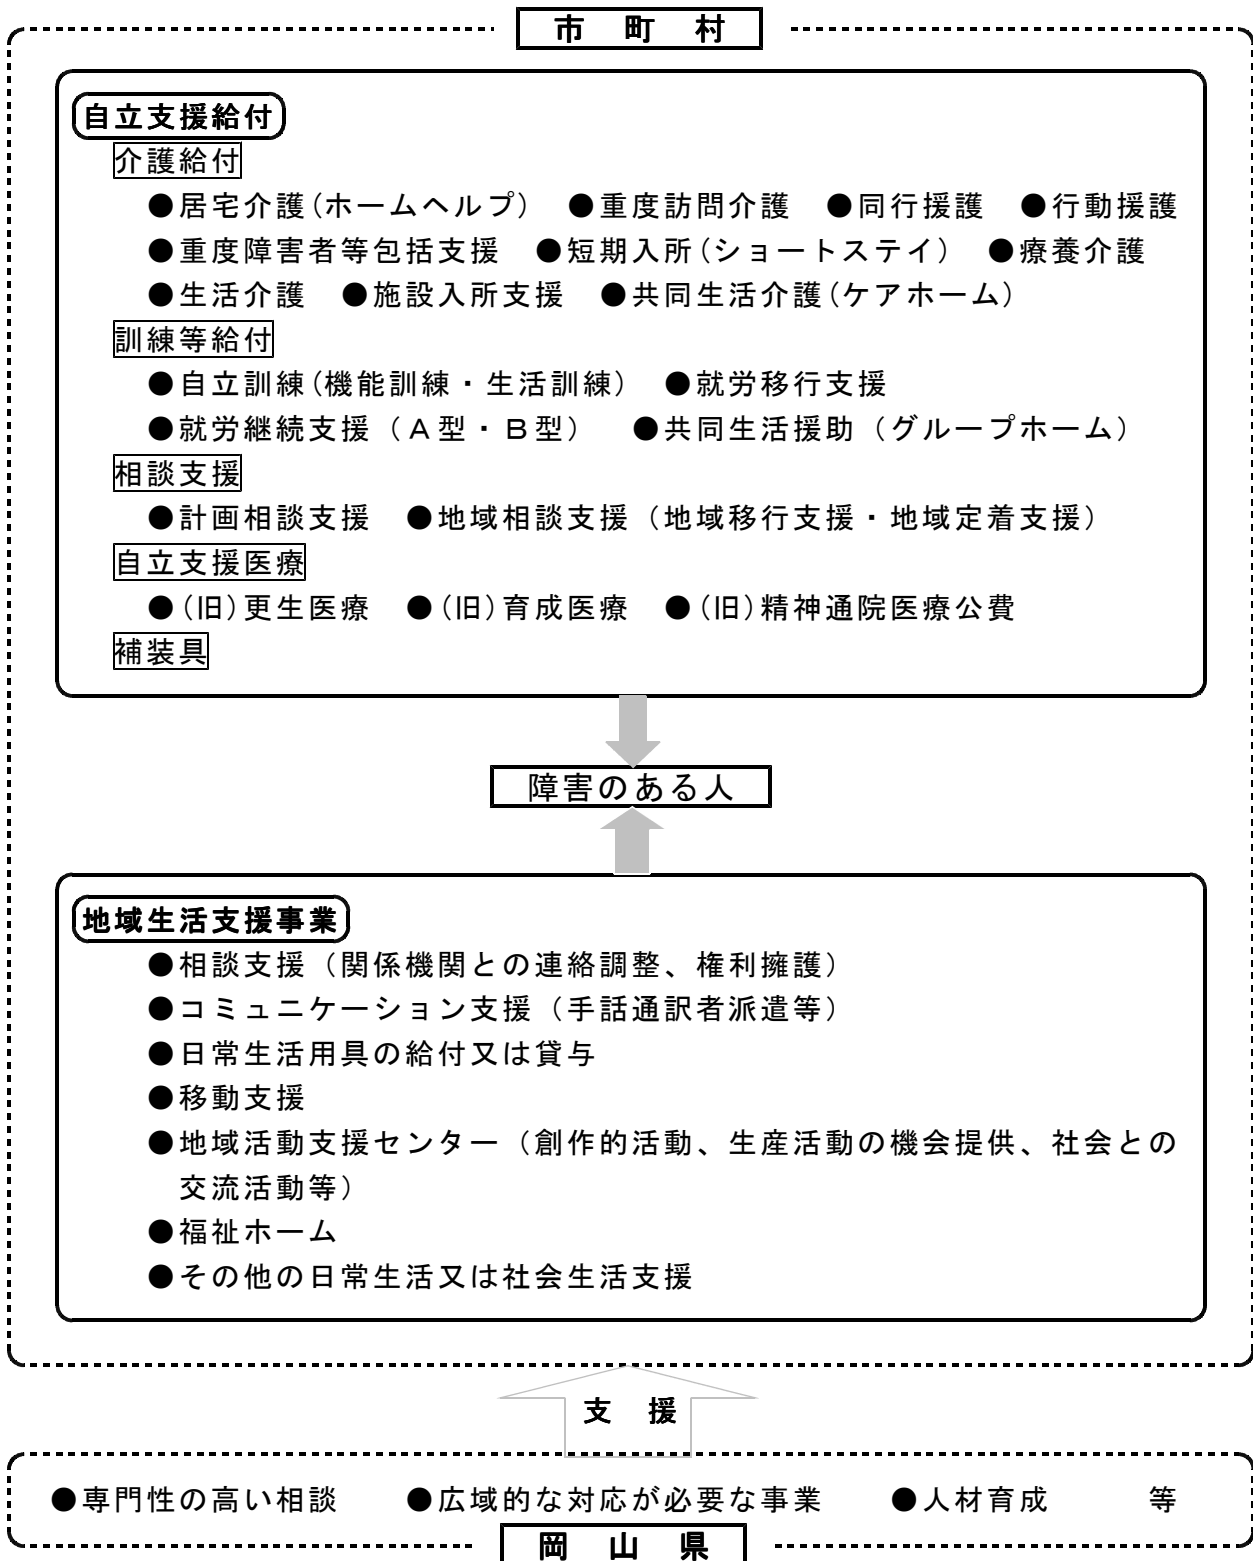 市　町　村
自立支援給付
介護給付
●居宅介護(ホームヘルプ)　●重度訪問介護　●同行援護　●行動援護
●重度障害者等包括支援　●短期入所(ショートステイ)　●療養介護
●生活介護　●施設入所支援　●共同生活介護(ケアホーム)
訓練等給付
●自立訓練(機能訓練・生活訓練)　●就労移行支援
●就労継続支援（Ａ型・Ｂ型）　●共同生活援助（グループホーム）
相談支援
●計画相談支援　●地域相談支援（地域移行支援・地域定着支援）
自立支援医療
●(旧)更生医療　●(旧)育成医療　●(旧)精神通院医療公費
補装具
障害のある人
地域生活支援事業
●相談支援（関係機関との連絡調整、権利擁護）
●コミュニケーション支援（手話通訳者派遣等）
●日常生活用具の給付又は貸与
●移動支援
●地域活動支援センター（創作的活動、生産活動の機会提供、社会との
交流活動等）
●福祉ホーム
●その他の日常生活又は社会生活支援
支　援
●専門性の高い相談　●広域的な対応が必要な事業　●人材育成　等
岡　山　県